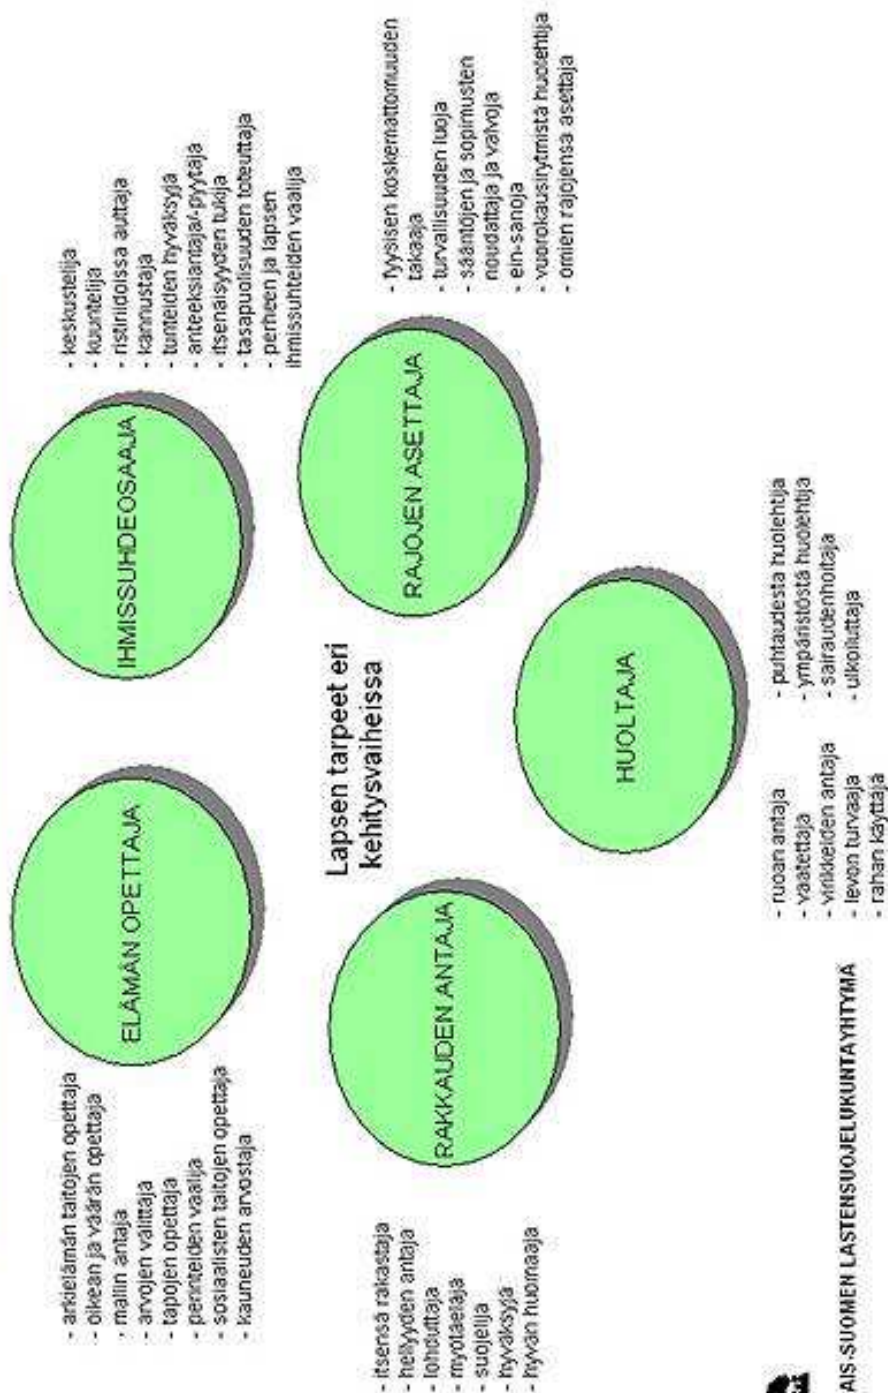 - arkielämän taitojen opettaja
- oikean ja väärän opettaja
- mallin antaja
- arvojen välittäjä
- tapojen opettaja
- perinteiden vaalija
- sosiaalisten taitojen opettaja
- kauneuden arvostaja
ELÄMÄN OPETTAJA
IHMISSUHDEOSAAJA
- keskustelija
- kuuntelija
- ristiriidoissa auttaja
- kannustaja
- tunteiden hyväksyjä
- anteeksiantaja/-pyytäjä
- itsenäisyyden tukija
- tasapuolisuuden toteuttaja
- perheen ja lapsen
ihmissuhteiden vaalija
Lapsen tarpeet eri
kehitysvaiheissa
- itsensä rakastaja
- hellyyden antaja
- lohduttaja
- myötäeläjä
- suojelija
- hyväksyjä
- hyvän huomaaja
RAKKAUDEN ANTAJA
RAJOJEN ASETTAJA
- fyysisen koskemattomuuden
takaaja
- turvallisuuden luoja
- sääntöjen ja sopimusten
noudattaja ja valvoja
- ein-sanoja
- vuorokausirytmistä huolehtija
- omien rajojensa asettaja
HUOLTAJA
- ruoan antaja
- vaatettaja
- virikkeiden antaja
- levon turvaaja
- rahan käyttäjä
- puhtaudesta huolehtija
- ympäristöstä huolehtija
- sairaudenhoitaja
- ulkoiluttaja
AIS-SUOMEN LASTENSUOJELUKUNTAYHTYMÄ